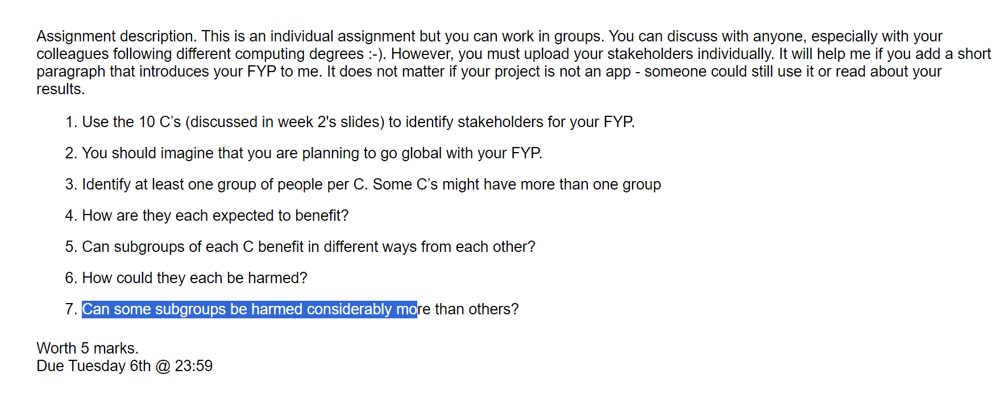 Assignment description. This is an individual assignment but you can work in groups. You can discuss with anyone, especially with your
colleagues following different computing degrees :-). However, you must upload your stakeholders individually. It will help me if you add a short
paragraph that introduces your FYP to me. It does not matter if your project is not an app - someone could still use it or read about your
results.
1. Use the 10 C’s (discussed in week 2's slides) to identify stakeholders for your FYP.
2. You should imagine that you are planning to go global with your FYP.
3. Identify at least one group of people per C. Some C’s might have more than one group
4. How are they each expected to benefit?
5. Can subgroups of each C benefit in different ways from each other?
6. How could they each be harmed?
7. Can some subgroups be harmed considerably more than others?
Worth 5 marks.
Due Tuesday 6th @ 23:59